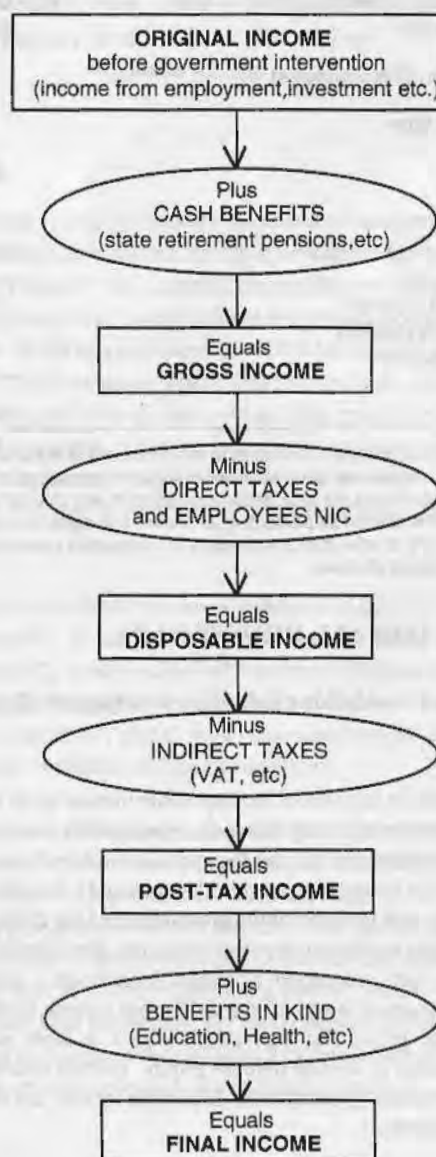 ORIGINAL INCOME
before government intervention
(income from employment,investment etc.)
Plus
CASH BENEFITS
(state retirement pensions,etc)
Equals
GROSS INCOME
Minus
DIRECT TAXES
and EMPLOYEES NIC
Equals
DISPOSABLE INCOME
Minus
INDIRECT TAXES
(VAT, etc)
Equals
POST-TAX INCOME
Plus
BENEFITS IN KIND
(Education, Health, etc)
Equals
FINAL INCOME